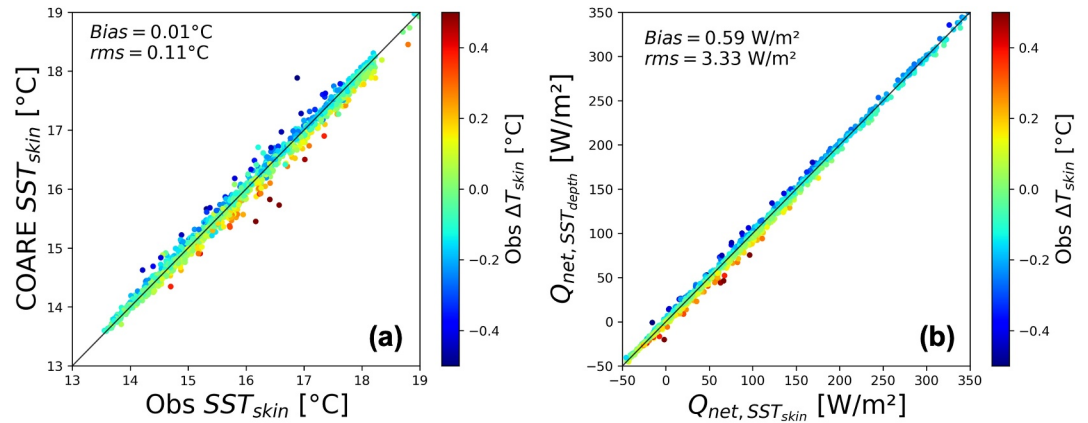 Bias = 0.01°C
rms = 0.11°C
COARE SST_skin [°C]
19
18
17
16
15
14
13
13 14 15 16 17 18 19
Obs SST_skin [°C]
(a)
0.4
0.2
0.0
−0.2
−0.4
Obs ΔT_skin [°C]
Bias = 0.59 W/m²
rms = 3.33 W/m²
Q_net, SST_depth [W/m²]
350
300
250
200
150
100
50
0
−50
−50 0 50 100 150 200 250 300 350
Q_net, SST_skin [W/m²]
(b)
0.4
0.2
0.0
−0.2
−0.4
Obs ΔT_skin [°C]